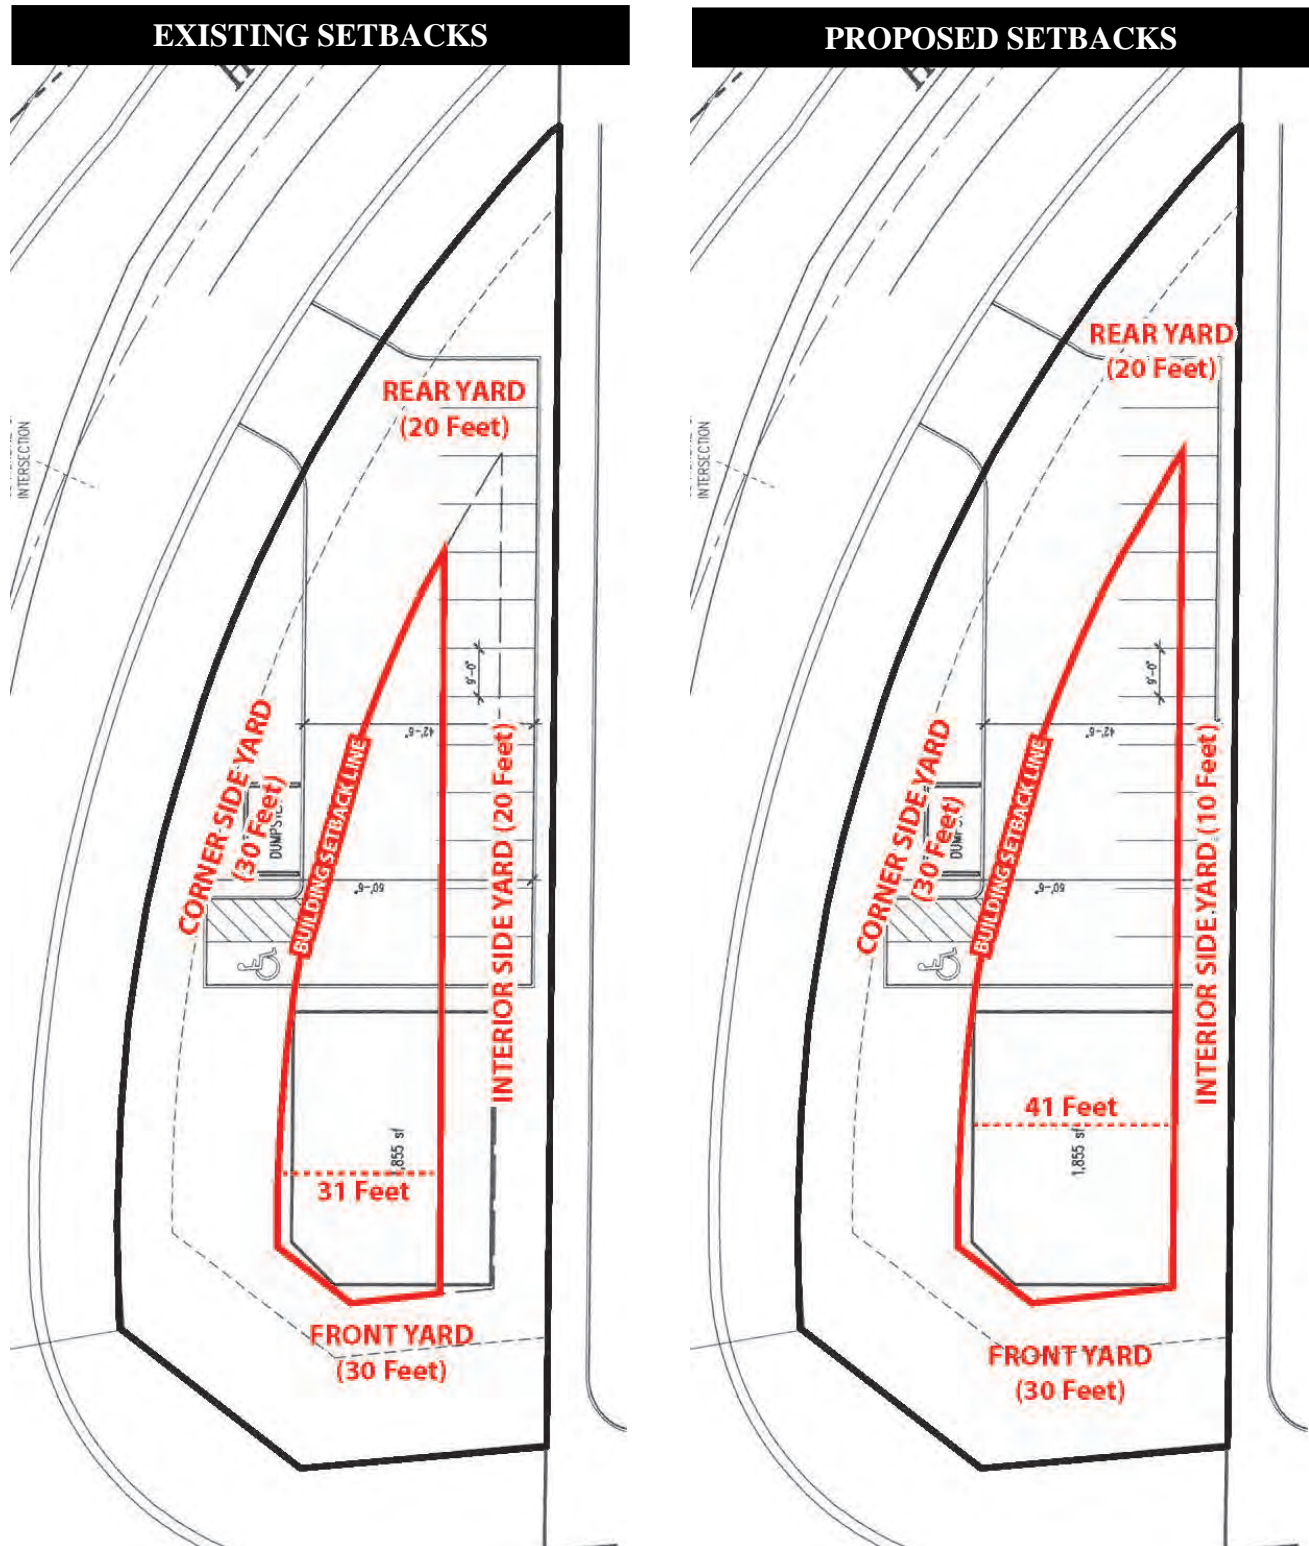 EXISTING SETBACKS
H
REAR YARD
(20 Feet)
INTERSECTION
9'-0"
42'-6"
CORNER SIDE YARD
(30 Feet)
DUMPSTE
BUILDING SETBACK LINE
INTERIOR SIDE YARD (20 Feet)
60'-6"
1,855 sf
31 Feet
FRONT YARD
(30 Feet)
PROPOSED SETBACKS
H
REAR YARD
(20 Feet)
INTERSECTION
9'-0"
42'-6"
CORNER SIDE YARD
(30 Feet)
DUMPS
BUILDING SETBACK LINE
INTERIOR SIDE YARD (10 Feet)
60'-6"
41 Feet
1,855 sf
FRONT YARD
(30 Feet)